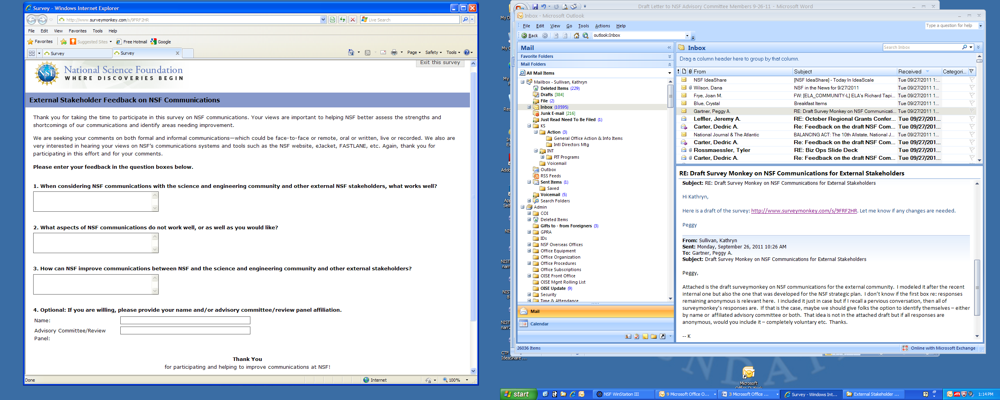 Survey - Windows Internet Explorer
http://www.surveymonkey.com/s/9FRF2HR
Live Search
File Edit View Favorites Tools Help
Favorites Suggested Sites Free Hotmail Google
Survey Survey Page Safety Tools
Exit this survey
NSF
National Science Foundation
WHERE DISCOVERIES BEGIN
External Stakeholder Feedback on NSF Communications
Thank you for taking the time to participate in this survey on NSF communications. Your views are important to helping NSF better assess the strengths and
shortcomings of our communications and identify areas needing improvement.
We are seeking your comments on both formal and informal communications—which could be face-to-face or remote, oral or written, live or recorded. We also are
very interested in hearing your views on NSF's communications systems and tools such as the NSF website, eJacket, FASTLANE, etc. Again, thank you for
participating in this effort and for your comments.
Please enter your feedback in the question boxes below.
1. When considering NSF communications with the science and engineering community and other external NSF stakeholders, what works well?
2. What aspects of NSF communications do not work well, or as well as you would like?
3. How can NSF improve communications between NSF and the science and engineering community and other external stakeholders?
4. Optional: If you are willing, please provide your name and/or advisory committee/review panel affiliation.
Name:
Advisory Committee/Review
Panel:
Thank You
for participating and helping to improve communications at NSF!
Done Internet 100%
Draft Letter to NSF Advisory Committee Members 9-26-11 - Microsoft Word
Inbox - Microsoft Outlook
File Edit View Go Tools Actions Help
Type a question for help
Back outlook:Inbox
Mail
Favorite Folders
Mail Folders
All Mail Items
Mailbox - Sullivan, Kathryn
Deleted Items (229)
Drafts [384]
File (2)
Inbox (10595)
Junk E-mail [216]
Just Read Need To Be Filed (1)
KS
Action (3)
General Office Action & Info Items
Intl Directors Mtg
INT
PIT Programs
Voicemail
Outbox
RSS Feeds
Sent Items (1)
Saved
Voicemail (5)
Search Folders
Admin
COI
Deleted Items
Gifts to - from Foreigners (3)
GPRA
IDs
NSF Overseas Offices
Office Equipment
Office Organization
Office Procedures
Office Subscriptions
OISE Front Office
OISE Mgnt Rolling List
OISE Update (9)
Security
Time & Attendance
Mail
Calendar
26036 Items
Inbox
Search Inbox
Drag a column header here to group by that column.
From Subject Received Categori...
NSF IdeaShare [NSF IdeaShare] - Today In IdeaScale Tue 09/27/2011 1:...
Wilson, Dana NSF in the News for 9/27/2011 Tue 09/27/2011 1...
Frye, Joan M. FW: [ELA_COMMUNITY-L] ELA's Richard Tapi... Tue 09/27/2011 1...
Blue, Crystal Breakfast Items Tue 09/27/2011 1...
Gartner, Peggy A. RE: Draft Survey Monkey on NSF Communicati... Tue 09/27/2011 1...
Leffler, Jeremy A. RE: October Regional Grants Confer... Tue 09/27/201...
Carter, Dedric A. Re: Feedback on the draft NSF Com... Tue 09/27/201...
National Journal & The Atlantic BALANCING ACT: The 10th Allstate, National J... Tue 09/27/2011 1...
Carter, Dedric A. Re: Feedback on the draft NSF Com... Tue 09/27/201...
Rossmaessler, Tyler RE: Biz Ops Slide Deck Tue 09/27/201...
Carter, Dedric A. Re: Feedback on the draft NSF Com... Tue 09/27/201...
RE: Draft Survey Monkey on NSF Communications for External Stakeholders
Subject: RE: Draft Survey Monkey on NSF Communications for External Stakeholders
Hi Kathryn,
Here is a draft of the survey: http://www.surveymonkey.com/s/9FRF2HR. Let me know if any changes are needed.
Peggy
From: Sullivan, Kathryn
Sent: Monday, September 26, 2011 10:26 AM
To: Gartner, Peggy A.
Subject: Draft Survey Monkey on NSF Communications for External Stakeholders
Peggy,
Attached is the draft surveymonkey on NSF communications for the external community. I modeled it after the recent
internal one but also the one that was developed for the NSF strategic plan. I don't know if the first box re: responses
remaining anonymous is relevant here. I included it just in case but if I recall a pervious conversation, then all of
surveymonkey's responses are. If that is the case, maybe we should give folks the option to identify themselves – either
by name or affiliated advisory committee or both. That idea is not in the attached draft but if all responses are
anonymous, would you include it – completely voluntary etc. Thanks.
-- K
Online with Microsoft Exchange
CTF
IdeaShare ...
Microsoft
Office Outlook
start NSF WinStation III 9 Microsoft Office O... 3 Microsoft Office ... Survey - Windows Int... External Stakeholder ... 1:14 PM